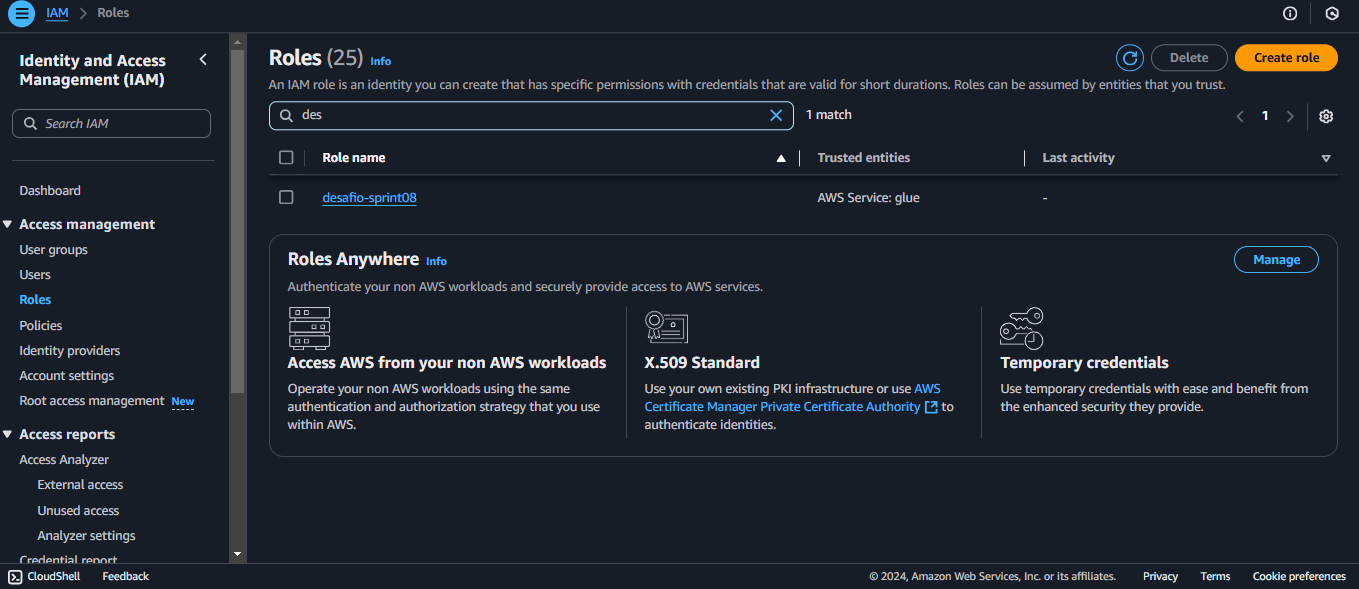 IAM > Roles
Identity and Access
Management (IAM)
Search IAM
Dashboard
Access management
User groups
Users
Roles
Policies
Identity providers
Account settings
Root access management New
Access reports
Access Analyzer
External access
Unused access
Analyzer settings
Credential report
Roles (25) Info
Delete
Create role
An IAM role is an identity you can create that has specific permissions with credentials that are valid for short durations. Roles can be assumed by entities that you trust.
des
1 match
1
Role name Trusted entities Last activity
desafio-sprint08 AWS Service: glue -
Roles Anywhere Info
Manage
Authenticate your non AWS workloads and securely provide access to AWS services.
Access AWS from your non AWS workloads
Operate your non AWS workloads using the same
authentication and authorization strategy that you use
within AWS.
X.509 Standard
Use your own existing PKI infrastructure or use AWS
Certificate Manager Private Certificate Authority to
authenticate identities.
Temporary credentials
Use temporary credentials with ease and benefit from
the enhanced security they provide.
CloudShell Feedback © 2024, Amazon Web Services, Inc. or its affiliates. Privacy Terms Cookie preferences